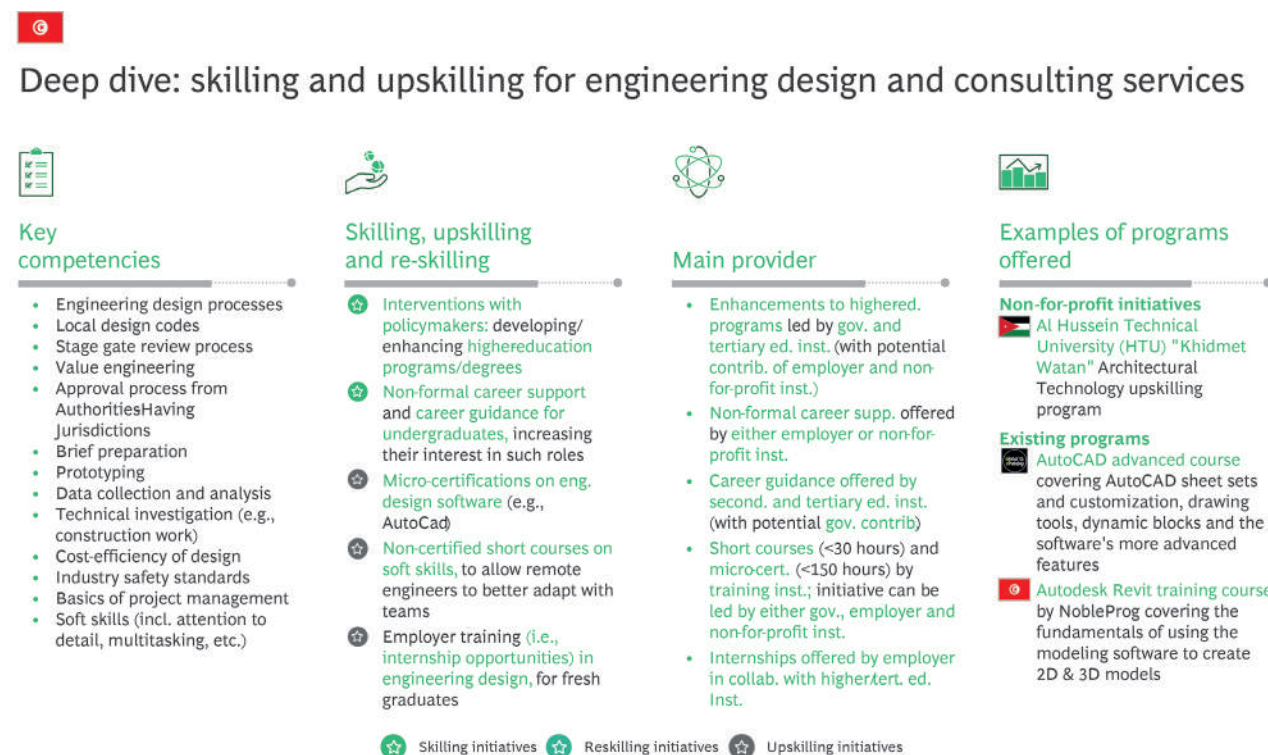 Deep dive: skilling and upskilling for engineering design and consulting services
Key
competencies
• Engineering design processes
• Local design codes
• Stage gate review process
• Value engineering
• Approval process from
AuthoritiesHaving
Jurisdictions
• Brief preparation
• Prototyping
• Data collection and analysis
• Technical investigation (e.g.,
construction work)
• Cost-efficiency of design
• Industry safety standards
• Basics of project management
• Soft skills (incl. attention to
detail, multitasking, etc.)
Skilling, upskilling
and re-skilling
Interventions with
policymakers: developing/
enhancing highereducation
programs/degrees
Non-formal career support
and career guidance for
undergraduates, increasing
their interest in such roles
Micro-certifications on eng.
design software (e.g.,
AutoCad)
Non-certified short courses on
soft skills, to allow remote
engineers to better adapt with
teams
Employer training (i.e.,
internship opportunities) in
engineering design, for fresh
graduates
Main provider
• Enhancements to highered.
programs led by gov. and
tertiary ed. inst. (with potential
contrib. of employer and non-
for-profit inst.)
• Non-formal career supp. offered
by either employer or non-for-
profit inst.
• Career guidance offered by
second. and tertiary ed. inst.
(with potential gov. contrib)
• Short courses (<30 hours) and
micro-cert. (<150 hours) by
training inst.; initiative can be
led by either gov., employer and
non-for-profit inst.
• Internships offered by employer
in collab. with higher/tert. ed.
Inst.
Examples of programs
offered
Non-for-profit initiatives
Al Hussein Technical
University (HTU) "Khidmet
Watan" Architectural
Technology upskilling
program
Existing programs
AutoCAD advanced course
covering AutoCAD sheet sets
and customization, drawing
tools, dynamic blocks and the
software's more advanced
features
Autodesk Revit training course
by NobleProg covering the
fundamentals of using the
modeling software to create
2D & 3D models
Skilling initiatives Reskilling initiatives Upskilling initiatives